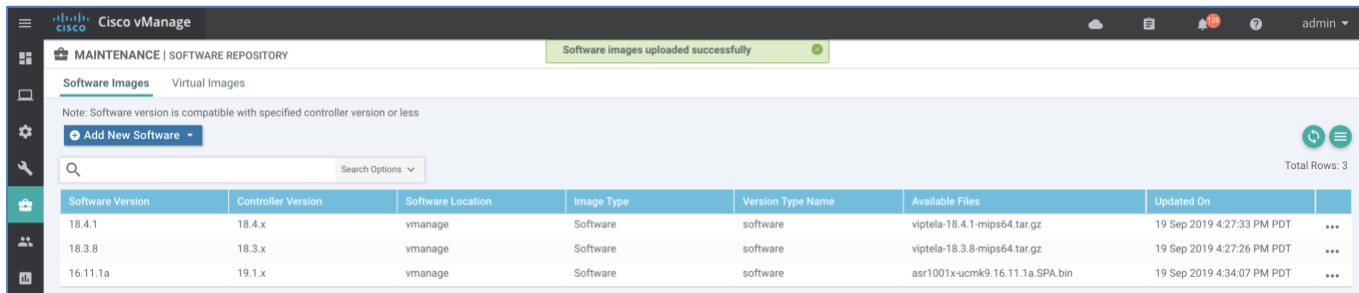 cisco Cisco vManage 126 admin
MAINTENANCE | SOFTWARE REPOSITORY
Software images uploaded successfully
Software Images Virtual Images
Note: Software version is compatible with specified controller version or less
Add New Software
Search Options
Total Rows: 3
Software Version Controller Version Software Location Image Type Version Type Name Available Files Updated On
18.4.1 18.4.x vmanage Software software viptela-18.4.1-mips64.tar.gz 19 Sep 2019 4:27:33 PM PDT
18.3.8 18.3.x vmanage Software software viptela-18.3.8-mips64.tar.gz 19 Sep 2019 4:27:26 PM PDT
16.11.1a 19.1.x vmanage Software software asr1001x-ucmk9.16.11.1a.SPA.bin 19 Sep 2019 4:34:07 PM PDT